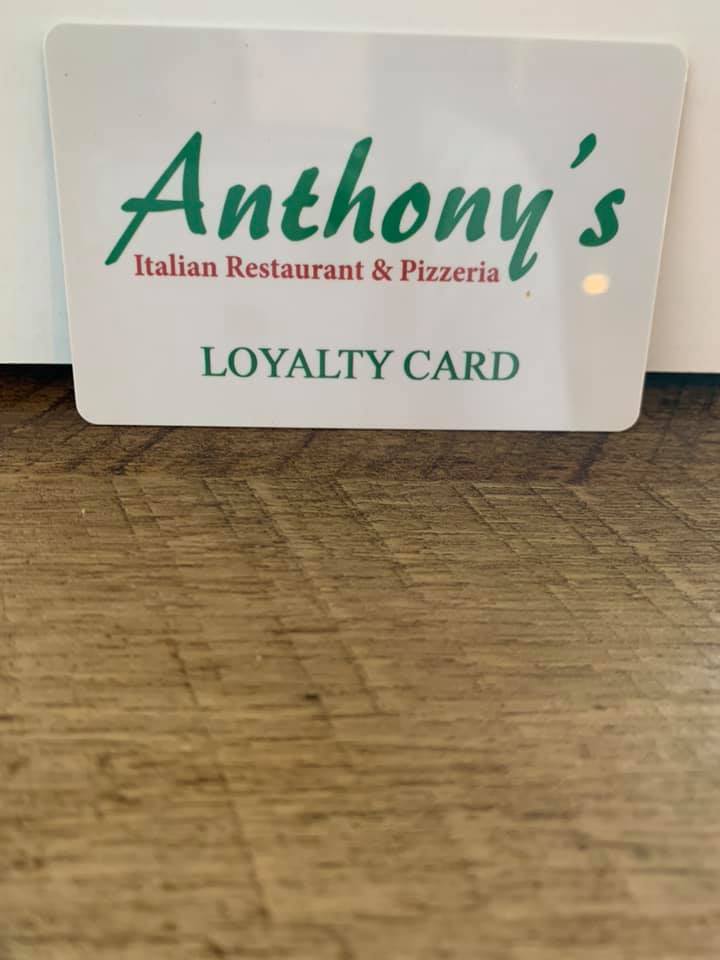 Anthony's
Italian Restaurant & Pizzeria
LOYALTY CARD